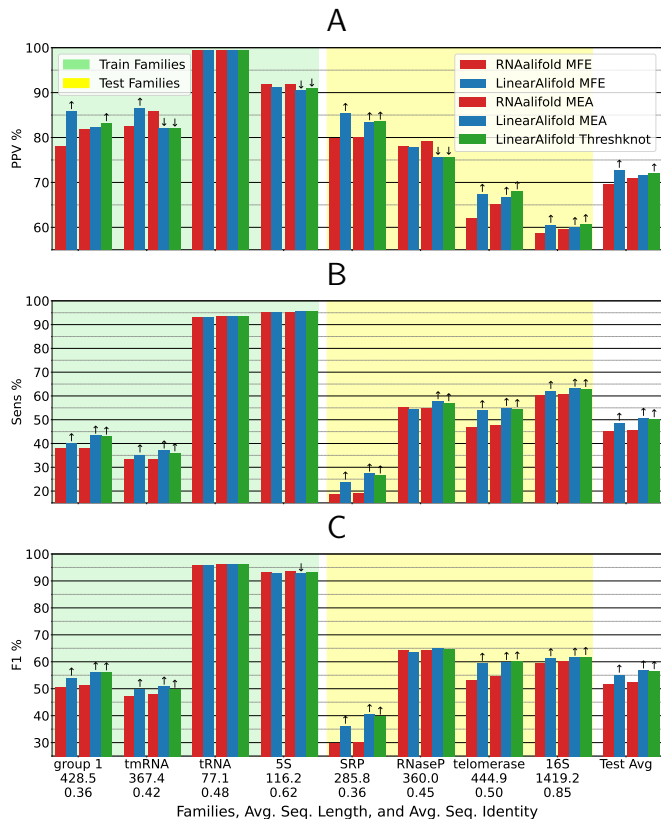 A
100
90
80
70
60
PPV %
Train Families
Test Families
RNAalifold MFE
LinearAlifold MFE
RNAalifold MEA
LinearAlifold MEA
LinearAlifold Threshknot
↑ ↑ ↑ ↓ ↓ ↓ ↓ ↑ ↑ ↑ ↓ ↓ ↑ ↑ ↑ ↑ ↑ ↑ ↑ ↑
B
100
90
80
70
60
50
40
30
20
Sens %
↑ ↑ ↑ ↑ ↑ ↑ ↑ ↑ ↑ ↑ ↑ ↑ ↑ ↑ ↑ ↑ ↑ ↑ ↑ ↑
C
100
90
80
70
60
50
40
30
F1 %
↑ ↑ ↑ ↑ ↑ ↑ ↓ ↑ ↑ ↑ ↑ ↑ ↑ ↑ ↑ ↑ ↑ ↑ ↑
group 1 tmRNA tRNA 5S SRP RNaseP telomerase 16S Test Avg
428.5 367.4 77.1 116.2 285.8 360.0 444.9 1419.2
0.36 0.42 0.48 0.62 0.36 0.45 0.50 0.85
Families, Avg. Seq. Length, and Avg. Seq. Identity